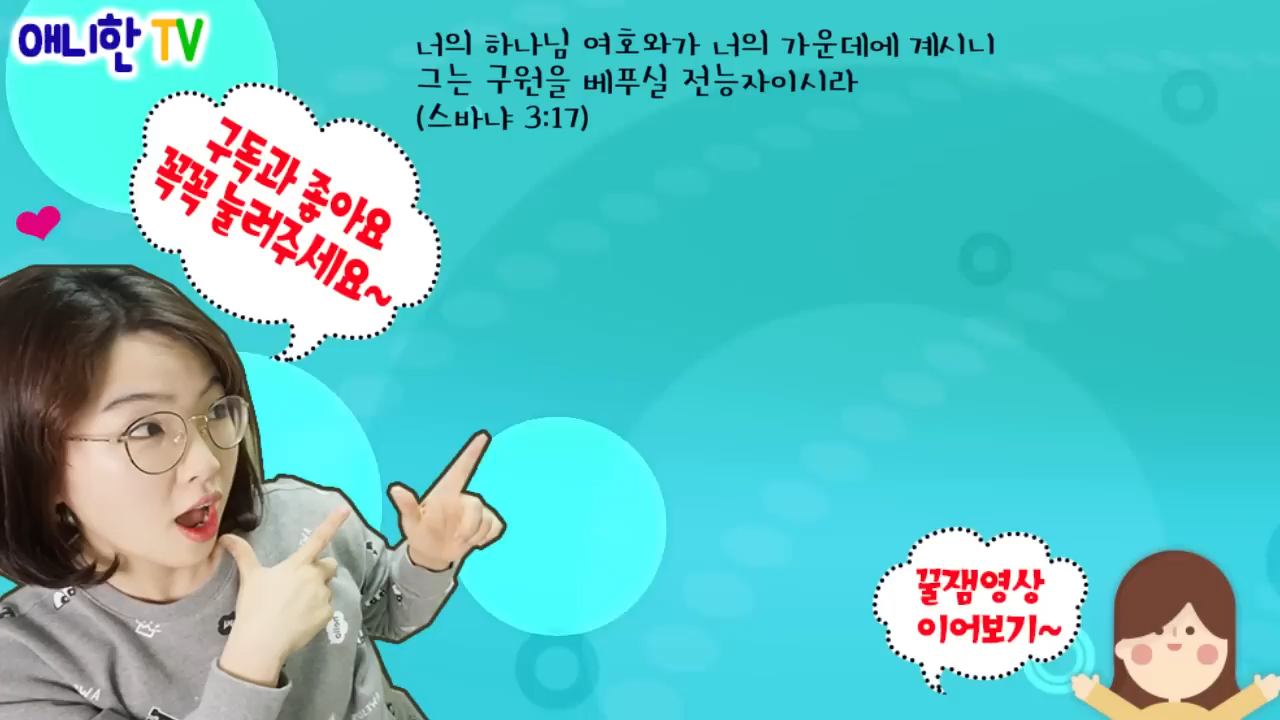 애니한 TV
너의 하나님 여호와가 너의 가운데에 계시니
그는 구원을 베푸실 전능자이시라
(스바냐 3:17)
구독과 좋아요
꼭꼭 눌러주세요~
꿀잼영상
이어보기~